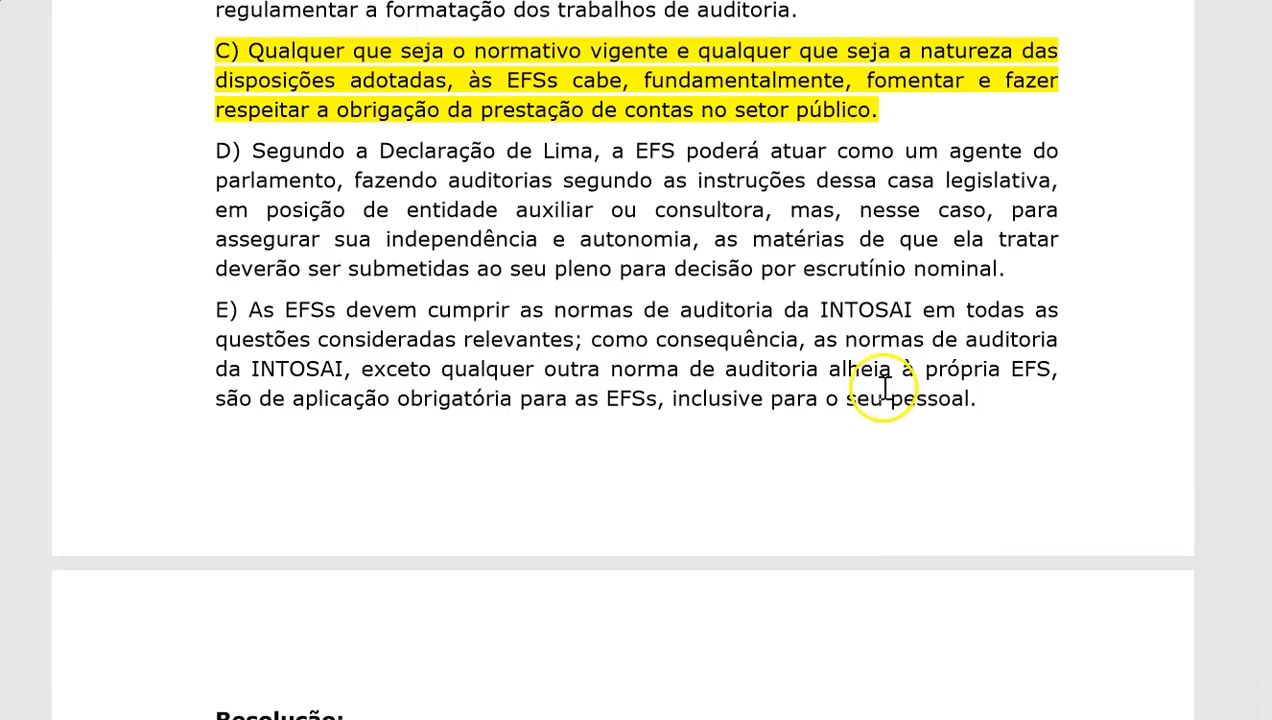 regulamentar a formatação dos trabalhos de auditoria.
C) Qualquer que seja o normativo vigente e qualquer que seja a natureza das
disposições adotadas, às EFSs cabe, fundamentalmente, fomentar e fazer
respeitar a obrigação da prestação de contas no setor público.
D) Segundo a Declaração de Lima, a EFS poderá atuar como um agente do
parlamento, fazendo auditorias segundo as instruções dessa casa legislativa,
em posição de entidade auxiliar ou consultora, mas, nesse caso, para
assegurar sua independência e autonomia, as matérias de que ela tratar
deverão ser submetidas ao seu pleno para decisão por escrutínio nominal.
E) As EFSs devem cumprir as normas de auditoria da INTOSAI em todas as
questões consideradas relevantes; como consequência, as normas de auditoria
da INTOSAI, exceto qualquer outra norma de auditoria alheia à própria EFS,
são de aplicação obrigatória para as EFSs, inclusive para o seu pessoal.
Resolução: